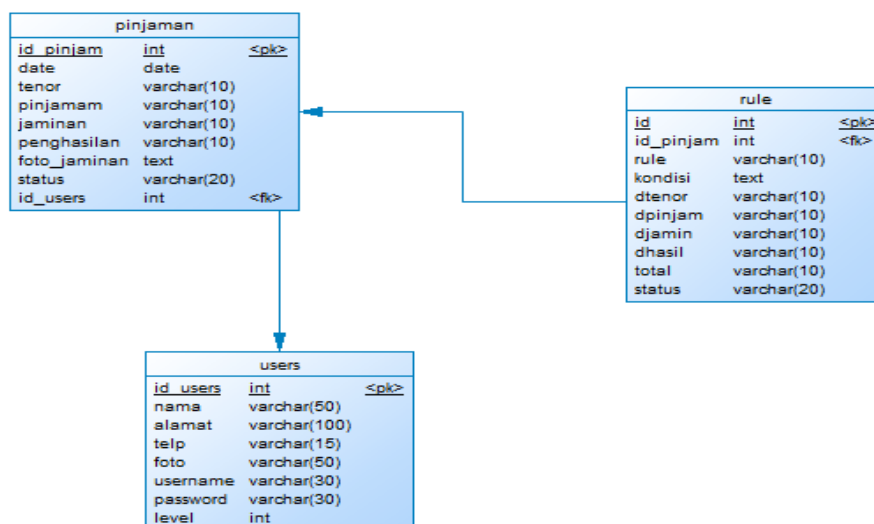 pinjaman
id_pinjam int <pk>
date date
tenor varchar(10)
pinjamam varchar(10)
jaminan varchar(10)
penghasilan varchar(10)
foto_jaminan text
status varchar(20)
id_users int <fk>
rule
id int <pk>
id_pinjam int <fk>
rule varchar(10)
kondisi text
dtenor varchar(10)
dpinjam varchar(10)
djamin varchar(10)
dhasil varchar(10)
total varchar(10)
status varchar(20)
users
id_users int <pk>
nama varchar(50)
alamat varchar(100)
telp varchar(15)
foto varchar(50)
username varchar(30)
password varchar(30)
level int